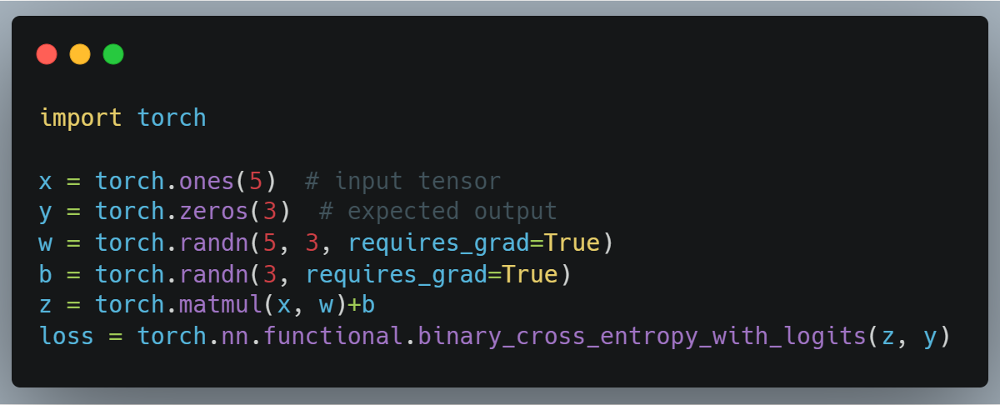 import torch

x = torch.ones(5)  # input tensor
y = torch.zeros(3)  # expected output
w = torch.randn(5, 3, requires_grad=True)
b = torch.randn(3, requires_grad=True)
z = torch.matmul(x, w)+b
loss = torch.nn.functional.binary_cross_entropy_with_logits(z, y)